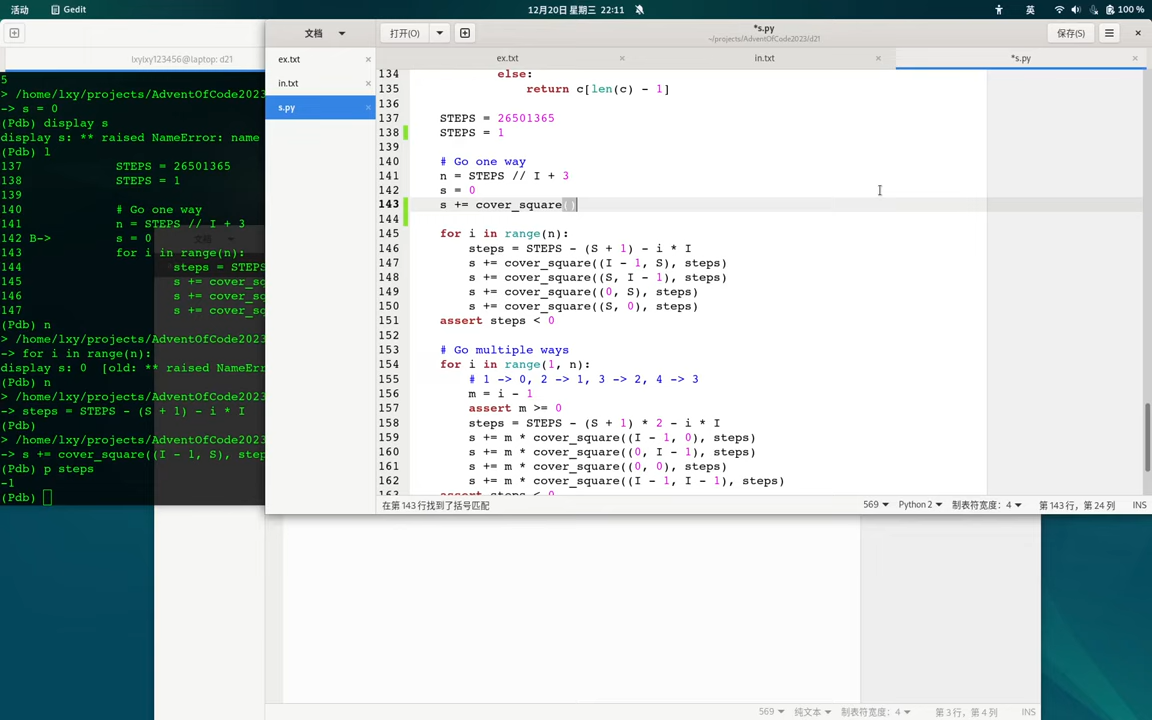 活动 Gedit 12月20日 星期三 22:11 英 100 %
lxylxy123456@laptop: d21
5
> /home/lxy/projects/AdventOfCode2023
-> s = 0
(Pdb) display s
display s: ** raised NameError: name
(Pdb) l
137 STEPS = 26501365
138 STEPS = 1
139
140 # Go one way
141 n = STEPS // I + 3
142 B-> s = 0
143 for i in range(n):
144 steps = STEPS
145 s += cover_sq
146 s += cover_sq
147 s += cover_sq
(Pdb) n
> /home/lxy/projects/AdventOfCode2023
-> for i in range(n):
display s: 0 [old: ** raised NameErr
(Pdb) n
> /home/lxy/projects/AdventOfCode2023
-> steps = STEPS - (S + 1) - i * I
(Pdb)
> /home/lxy/projects/AdventOfCode2023
-> s += cover_square((I - 1, S), step
(Pdb) p steps
-1
(Pdb)
文档 打开(O) *s.py 保存(S)
~/projects/AdventOfCode2023/d21
ex.txt
in.txt
s.py
ex.txt in.txt *s.py
134 else:
135 return c[len(c) - 1]
136
137 STEPS = 26501365
138 STEPS = 1
139
140 # Go one way
141 n = STEPS // I + 3
142 s = 0
143 s += cover_square()
144
145 for i in range(n):
146 steps = STEPS - (S + 1) - i * I
147 s += cover_square((I - 1, S), steps)
148 s += cover_square((S, I - 1), steps)
149 s += cover_square((0, S), steps)
150 s += cover_square((S, 0), steps)
151 assert steps < 0
152
153 # Go multiple ways
154 for i in range(1, n):
155 # 1 -> 0, 2 -> 1, 3 -> 2, 4 -> 3
156 m = i - 1
157 assert m >= 0
158 steps = STEPS - (S + 1) * 2 - i * I
159 s += m * cover_square((I - 1, 0), steps)
160 s += m * cover_square((0, I - 1), steps)
161 s += m * cover_square((0, 0), steps)
162 s += m * cover_square((I - 1, I - 1), steps)
163 assert steps < 0
在第 143行找到了括号匹配 569 Python 2 制表符宽度：4 第 143 行，第 24 列 INS
文档
569 纯文本 制表符宽度：4 第 3 行，第 4 列 INS